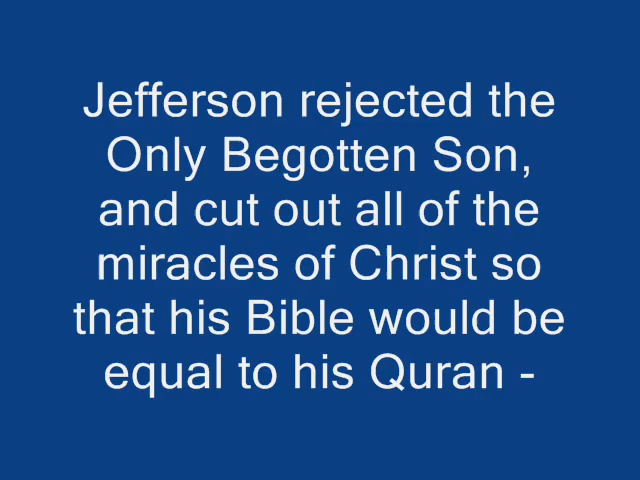 Jefferson rejected the
Only Begotten Son,
and cut out all of the
miracles of Christ so
that his Bible would be
equal to his Quran -